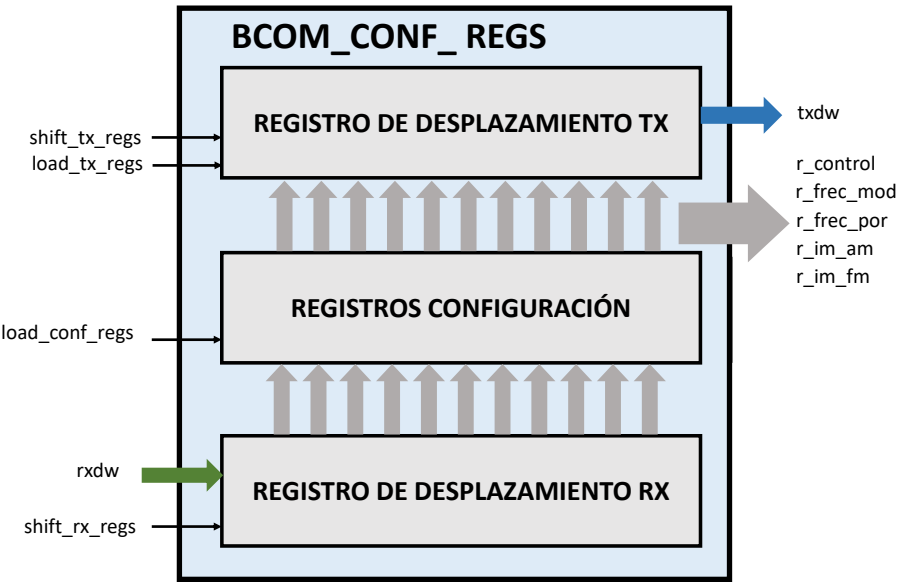 BCOM_CONF_ REGS
REGISTRO DE DESPLAZAMIENTO TX
shift_tx_regs
load_tx_regs
txdw
r_control
r_frec_mod
r_frec_por
r_im_am
r_im_fm
REGISTROS CONFIGURACIÓN
load_conf_regs
rxdw
REGISTRO DE DESPLAZAMIENTO RX
shift_rx_regs